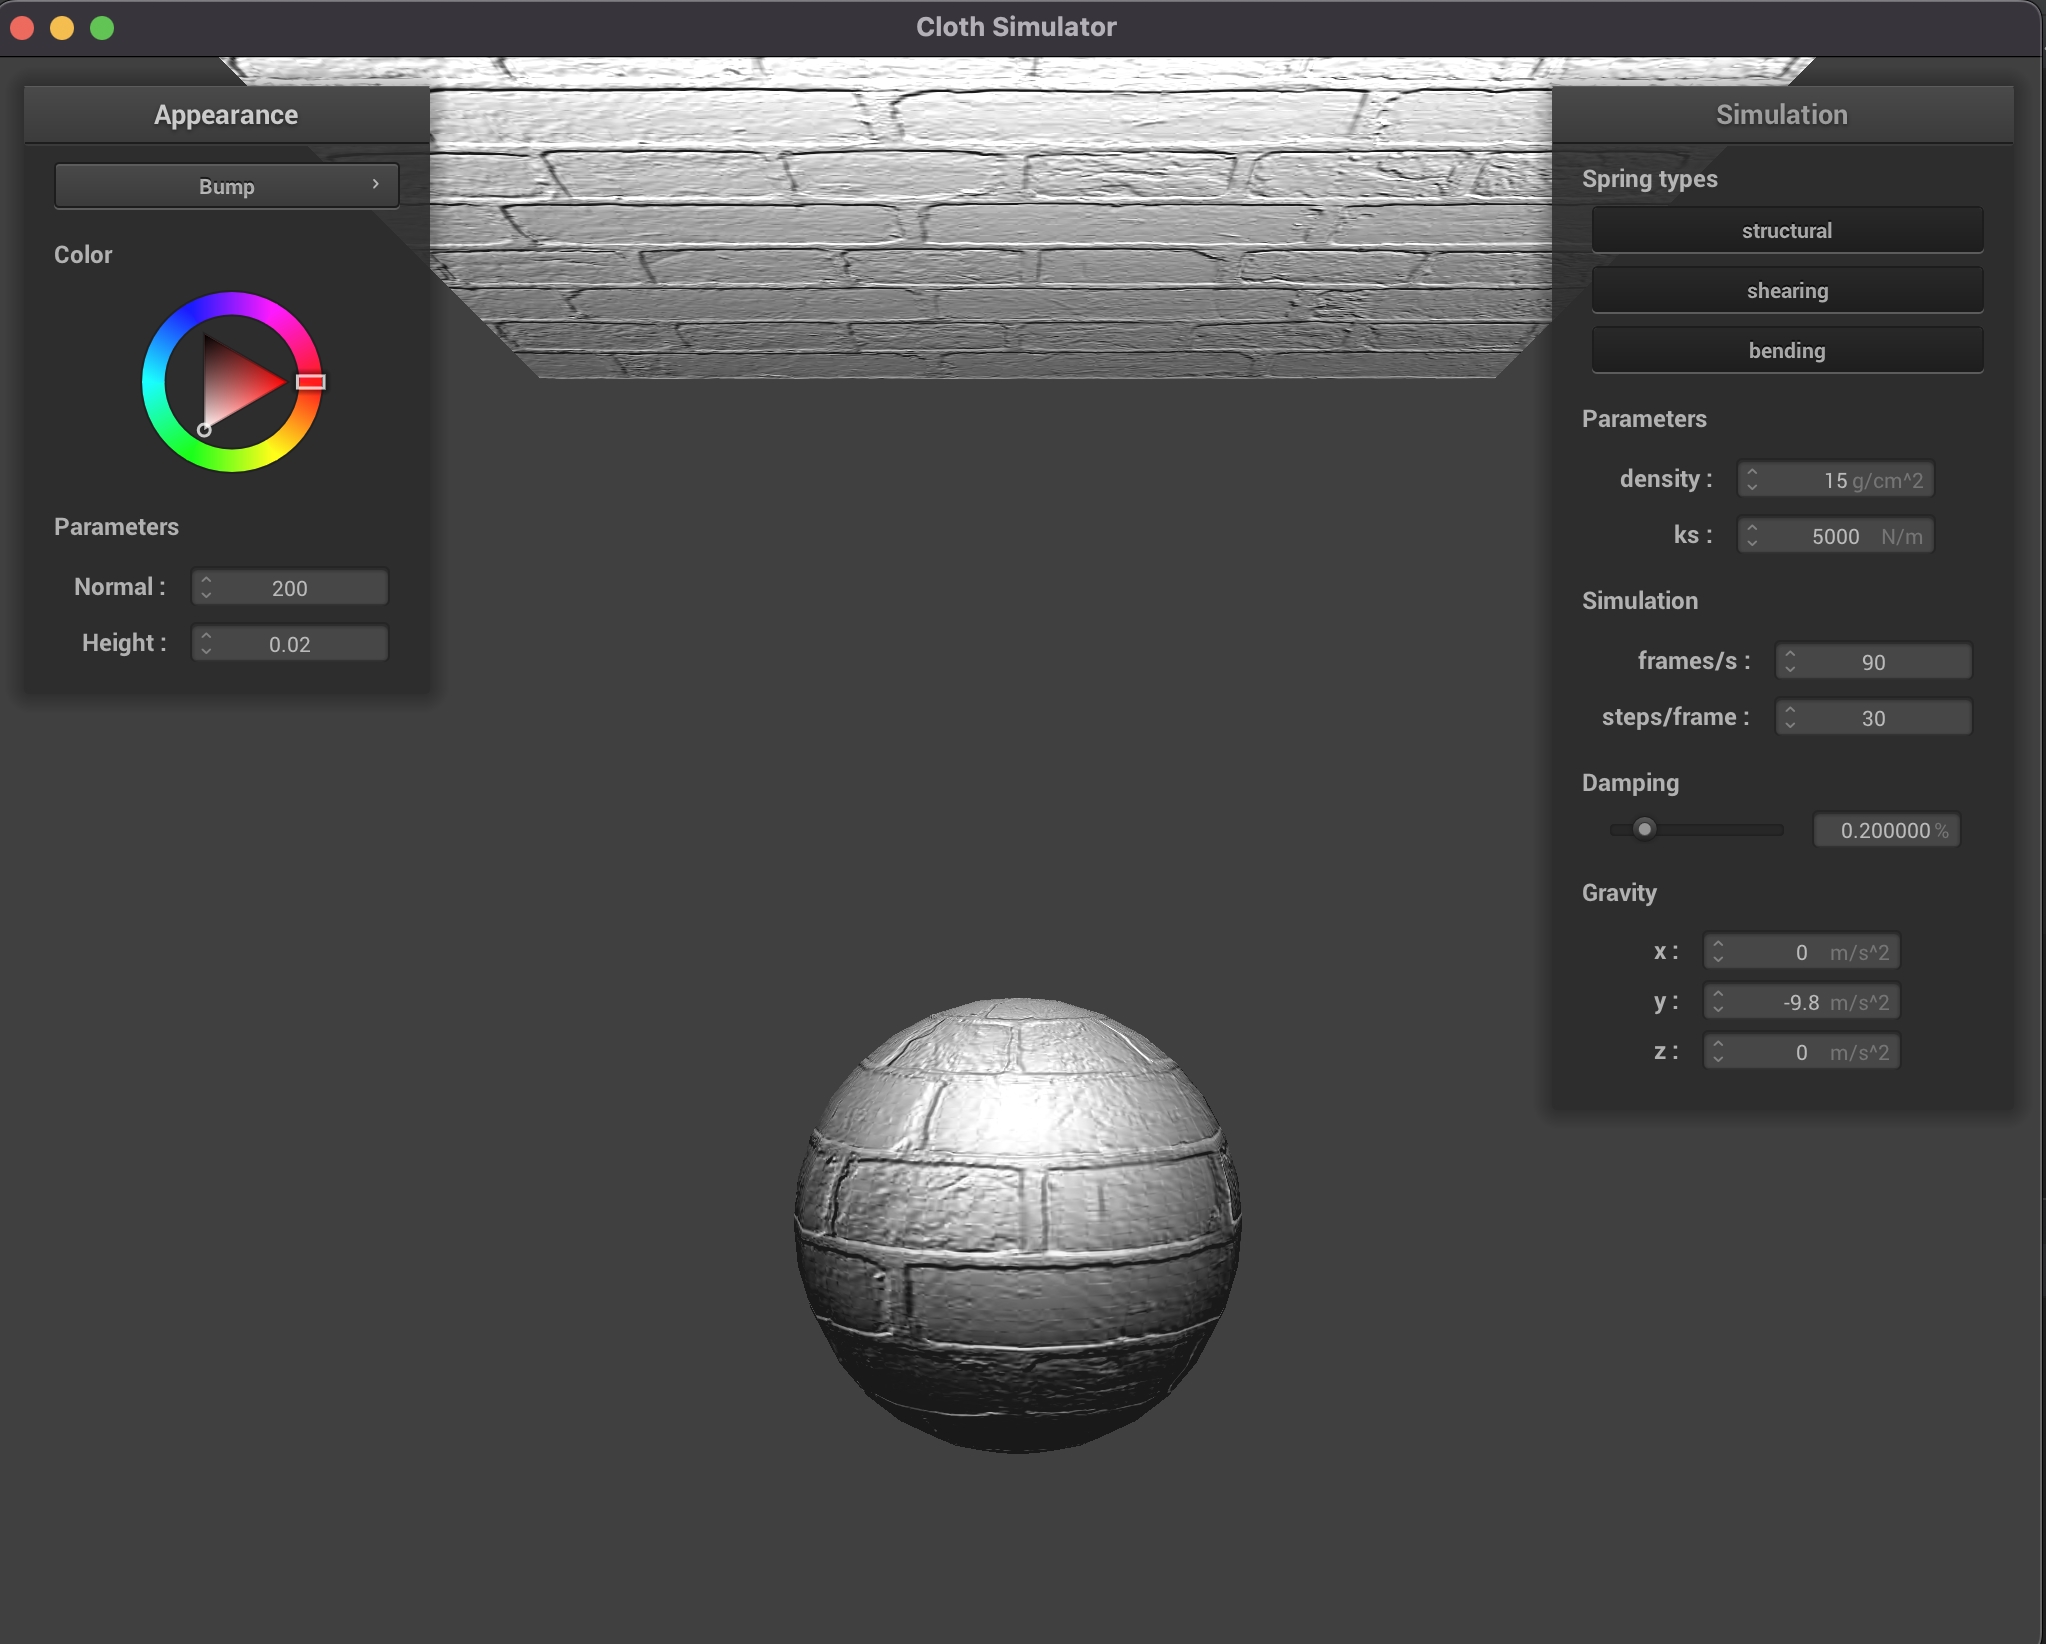 Cloth Simulator
Appearance
Bump
Color
Parameters
Normal : 200
Height : 0.02
Simulation
Spring types
structural
shearing
bending
Parameters
density : 15 g/cm^2
ks : 5000 N/m
Simulation
frames/s : 90
steps/frame : 30
Damping
0.200000 %
Gravity
x : 0 m/s^2
y : -9.8 m/s^2
z : 0 m/s^2